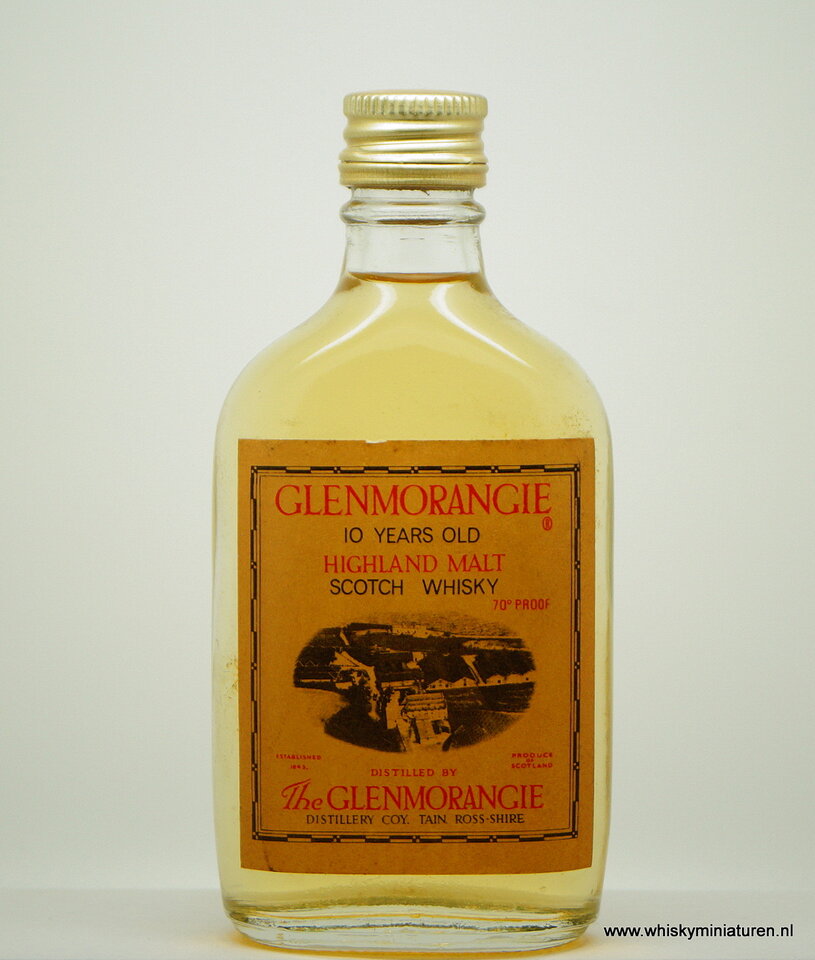 GLENMORANGIE
®
10 YEARS OLD
HIGHLAND MALT
SCOTCH WHISKY
70° PROOF
ESTABLISHED
1843.
PRODUCE
OF
SCOTLAND
DISTILLED BY
The GLENMORANGIE
DISTILLERY COY. TAIN. ROSS-SHIRE
www.whiskyminiaturen.nl